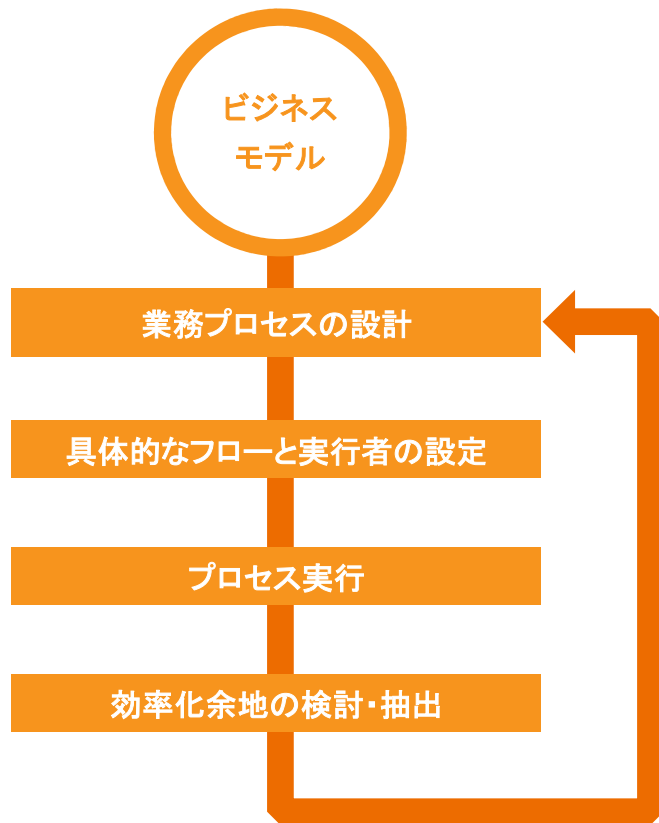 ビジネス
モデル
業務プロセスの設計
具体的なフローと実行者の設定
プロセス実行
効率化余地の検討・抽出